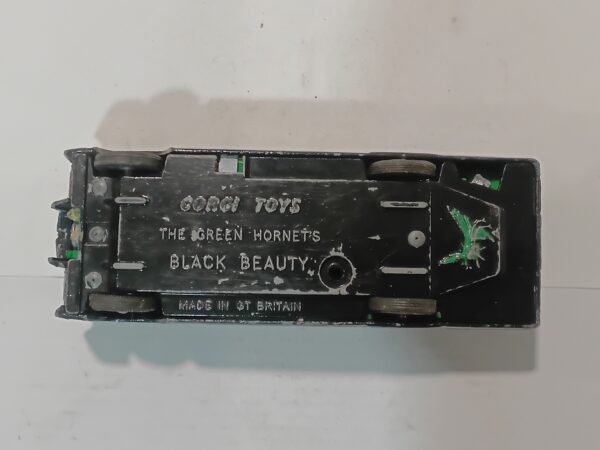 CORGI TOYS
THE GREEN HORNET'S
BLACK BEAUTY
MADE IN GT BRITAIN